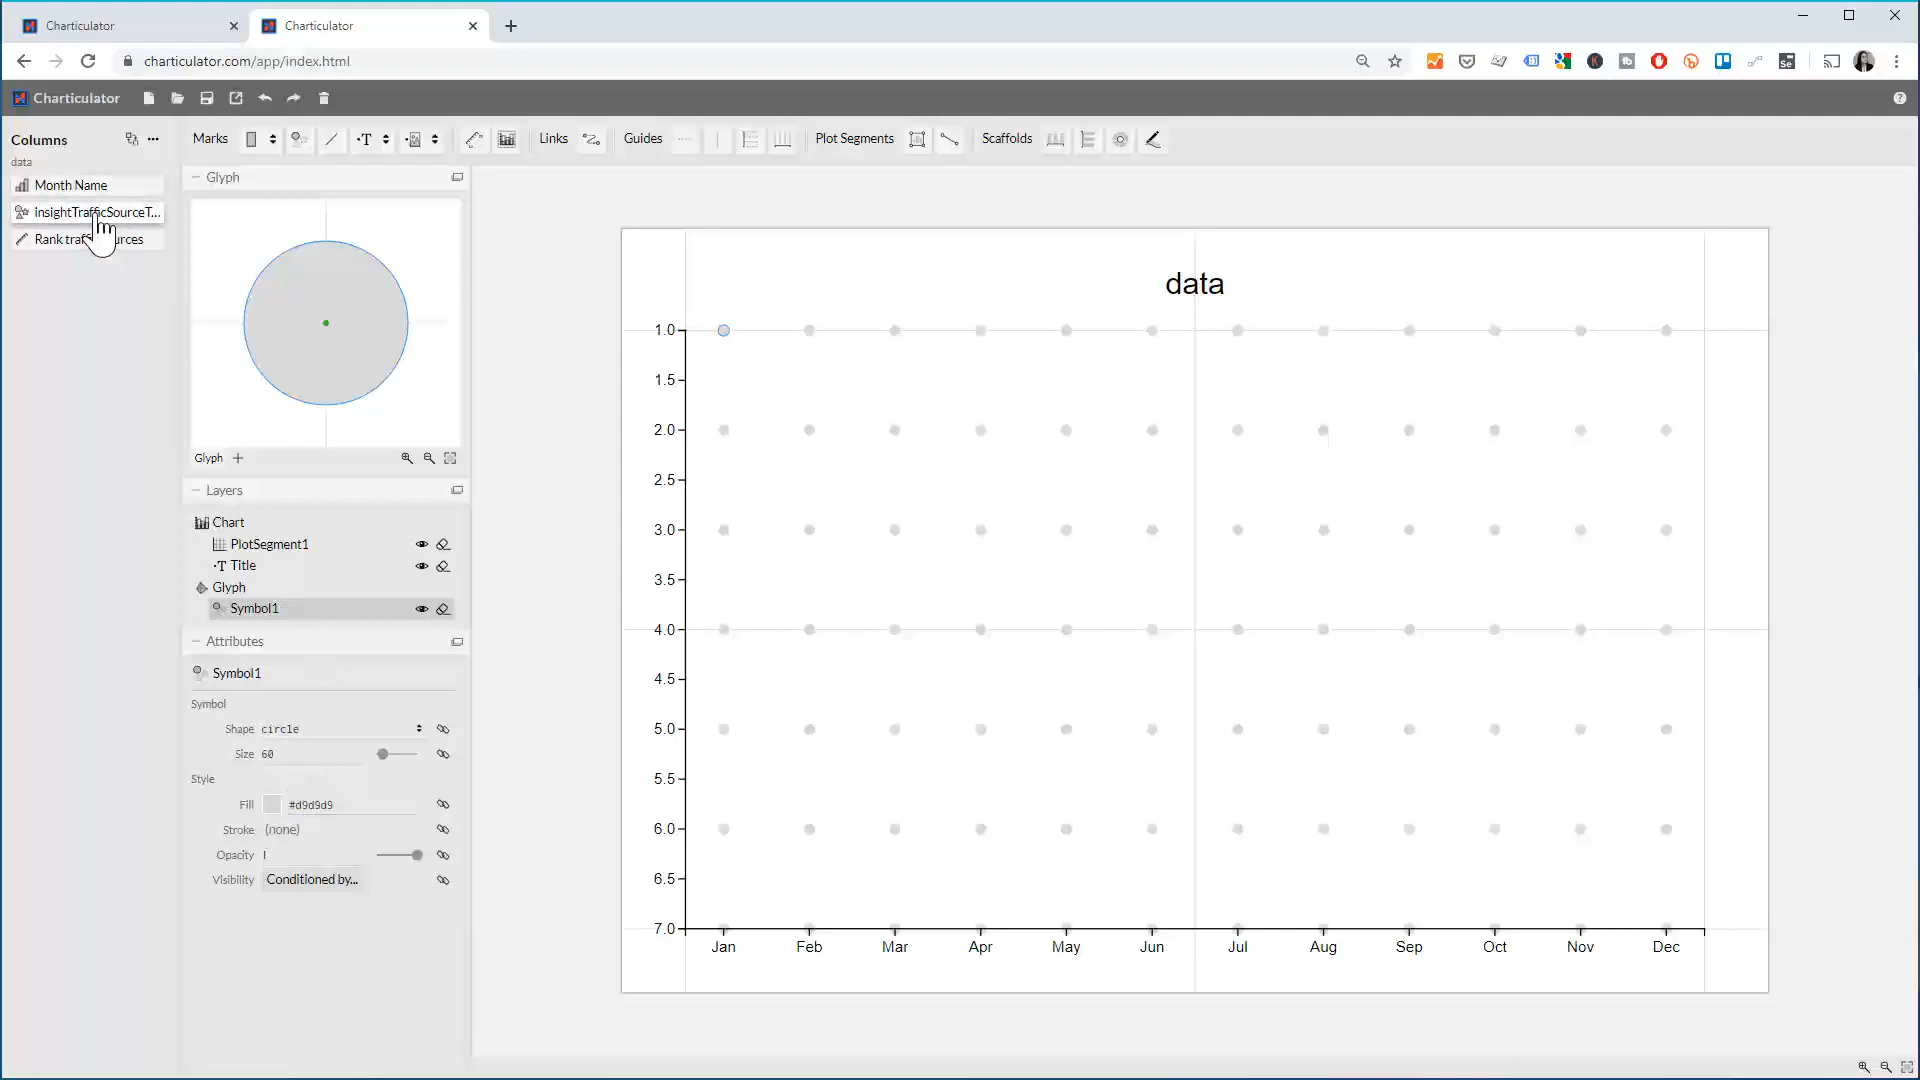 Charticulator
Charticulator
charticulator.com/app/index.html
Charticulator
Columns
data
Month Name
insightTrafficSourceT...
Rank traf urces
Marks
Links
Guides
Plot Segments
Scaffolds
Glyph
Glyph
Layers
Chart
PlotSegment1
T Title
Glyph
Symbol1
Attributes
Symbol1
Symbol
Shape circle
Size 60
Style
Fill #d9d9d9
Stroke (none)
Opacity 1
Visibility Conditioned by...
data
1.0
1.5
2.0
2.5
3.0
3.5
4.0
4.5
5.0
5.5
6.0
6.5
7.0
Jan Feb Mar Apr May Jun Jul Aug Sep Oct Nov Dec